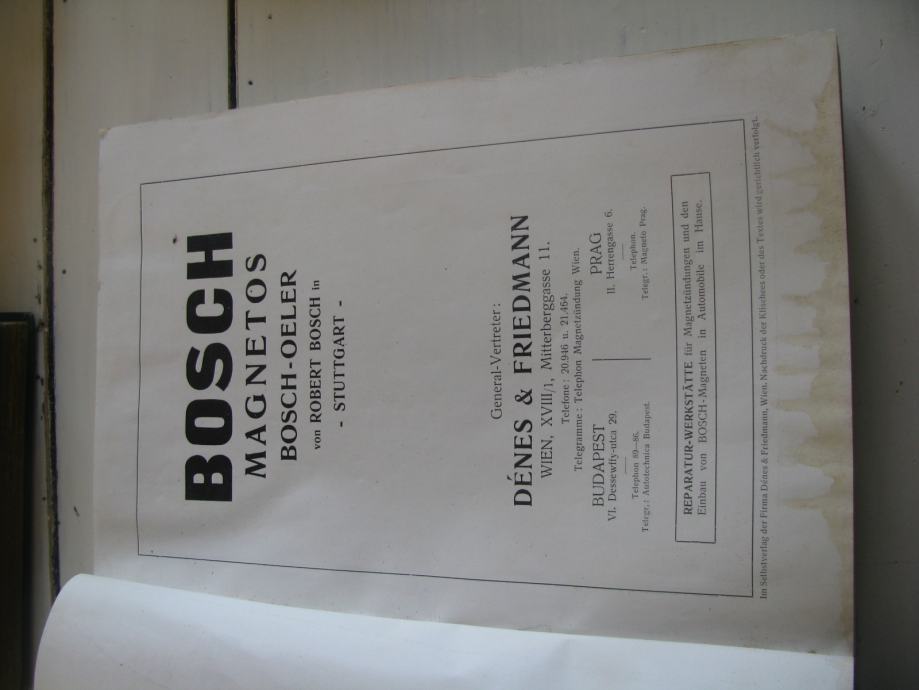 BOSCH
MAGNETOS
BOSCH-OELER
von ROBERT BOSCH in
- STUTTGART -
General-Vertreter:
DÉNES & FRIEDMANN
WIEN, XVIII/1, Mitterberggasse 11.
Telefone: 20.946 u. 21.464.
Telegramme: Telephon Magnetzündung Wien.
BUDAPEST
VI. Dessewffy-utca 29.
Telephon 89—86.
Telegr.: Autotechnica Budapest.
PRAG
II. Herrengasse 6.
Telephon.
Telegr.: Magneto Prag.
REPARATUR-WERKSTÄTTE für Magnetzündungen und den
Einbau von BOSCH-Magneten in Automobile im Hause.
Im Selbstverlag der Firma Dénes & Friedmann, Wien. Nachdruck der Klischees oder des Textes wird gerichtlich verfolgt.